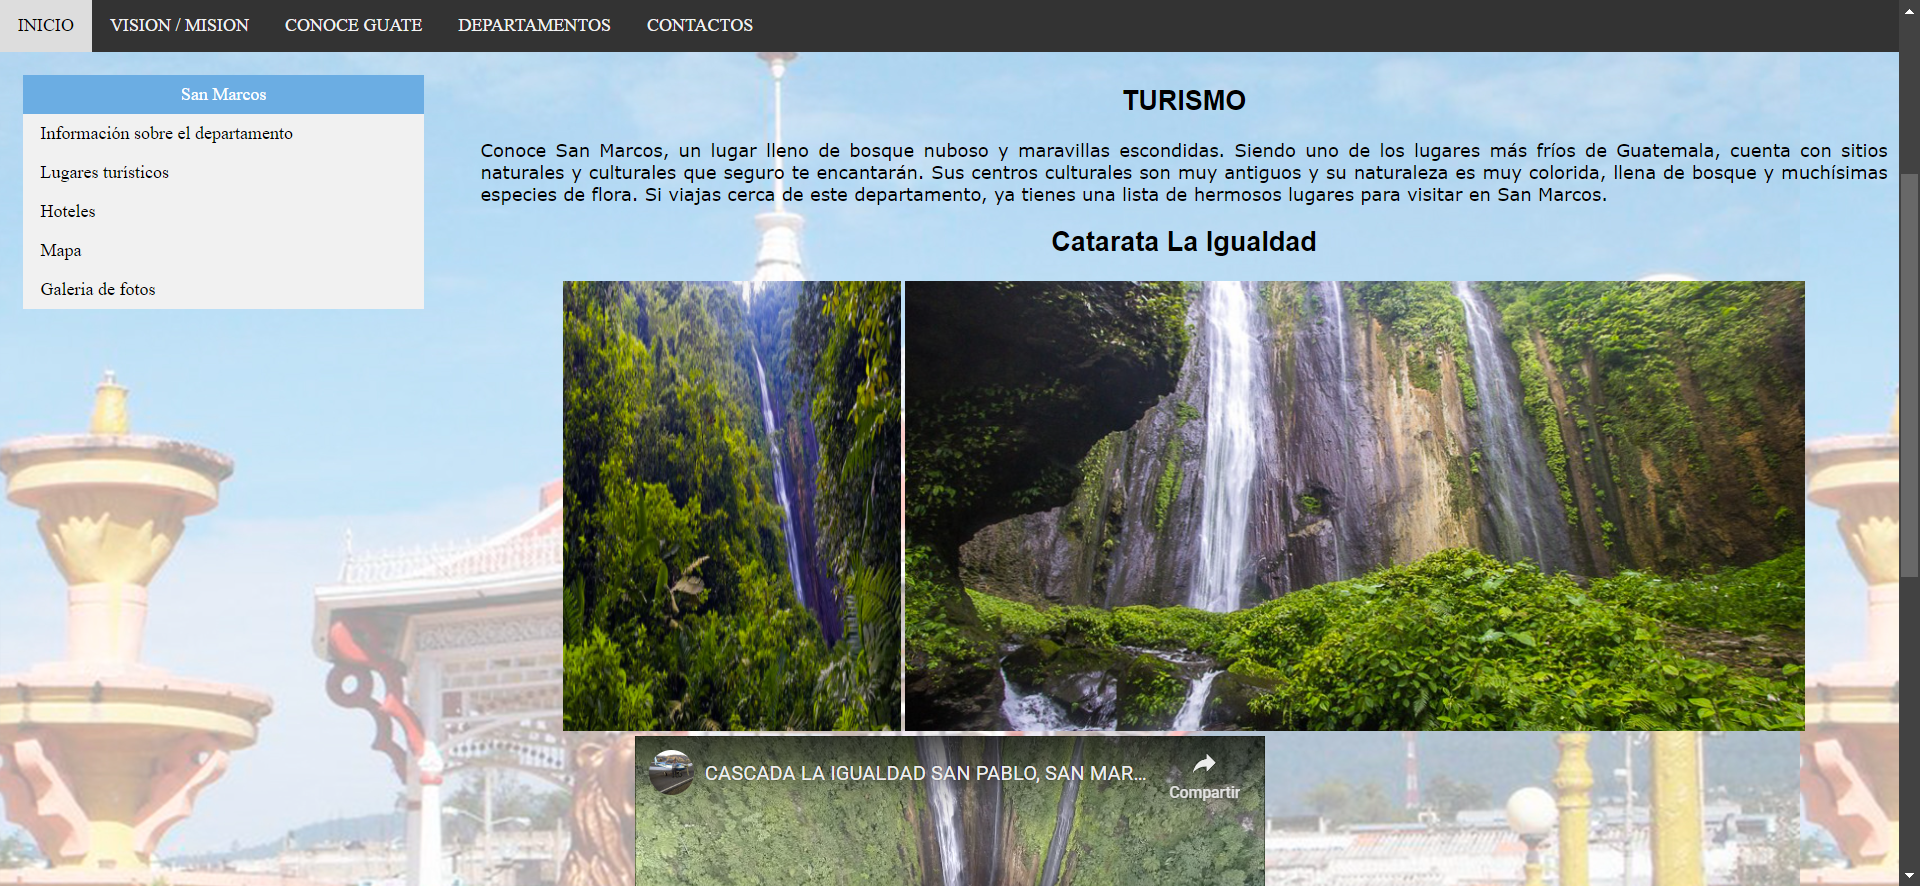 INICIO VISION / MISION CONOCE GUATE DEPARTAMENTOS CONTACTOS
San Marcos
Información sobre el departamento
Lugares turísticos
Hoteles
Mapa
Galeria de fotos
TURISMO
Conoce San Marcos, un lugar lleno de bosque nuboso y maravillas escondidas. Siendo uno de los lugares más fríos de Guatemala, cuenta con sitios
naturales y culturales que seguro te encantarán. Sus centros culturales son muy antiguos y su naturaleza es muy colorida, llena de bosque y muchísimas
especies de flora. Si viajas cerca de este departamento, ya tienes una lista de hermosos lugares para visitar en San Marcos.
Catarata La Igualdad
CASCADA LA IGUALDAD SAN PABLO, SAN MAR...
Compartir